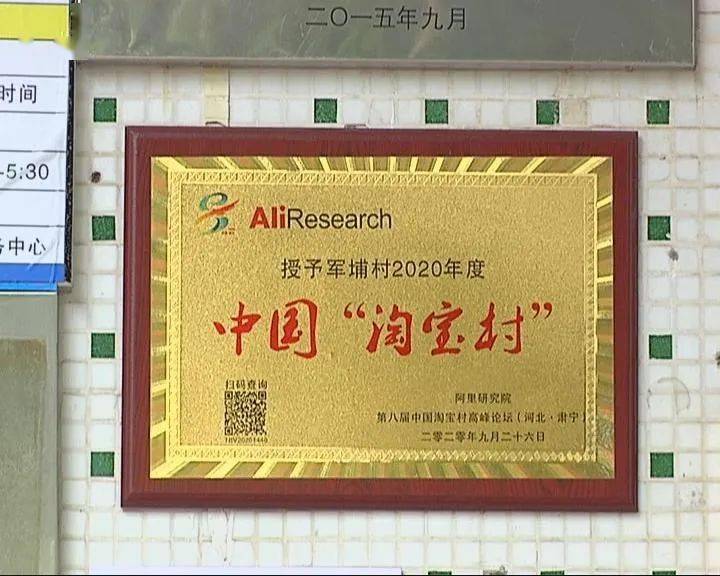 二〇一五年九月
时间
-5:30
务中心
AliResearch
授予军埔村2020年度
中国“淘宝村”
扫码查询
TBV20201440
阿里研究院
第八届中国淘宝村高峰论坛（河北·肃宁）
二零二零年九月二十六日